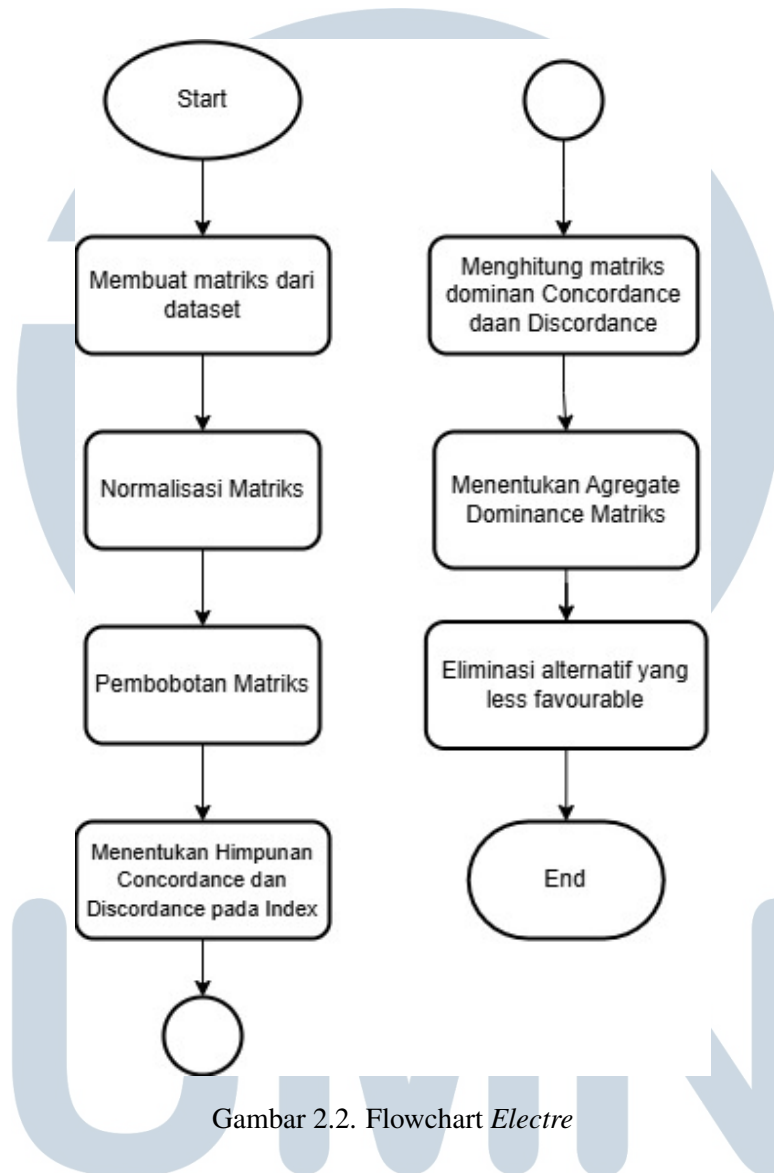 Start
Membuat matriks dari
dataset
Normalisasi Matriks
Pembobotan Matriks
Menentukan Himpunan
Concordance dan
Discordance pada Index
Menghitung matriks
dominan Concordance
daan Discordance
Menentukan Agregate
Dominance Matriks
Eliminasi alternatif yang
less favourable
End
UMN
Gambar 2.2. Flowchart Electre